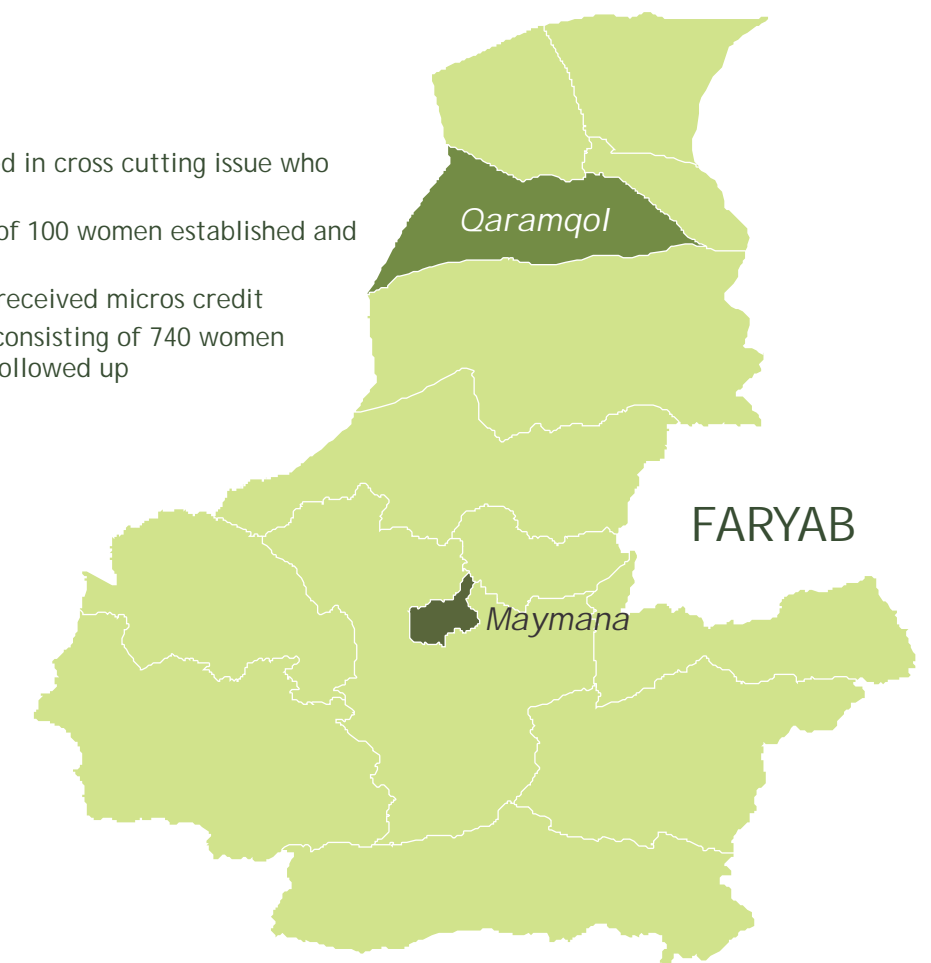 d in cross cutting issue who
of 100 women established and
received micros credit
consisting of 740 women
ollowed up
Qaramqol
FARYAB
Maymana